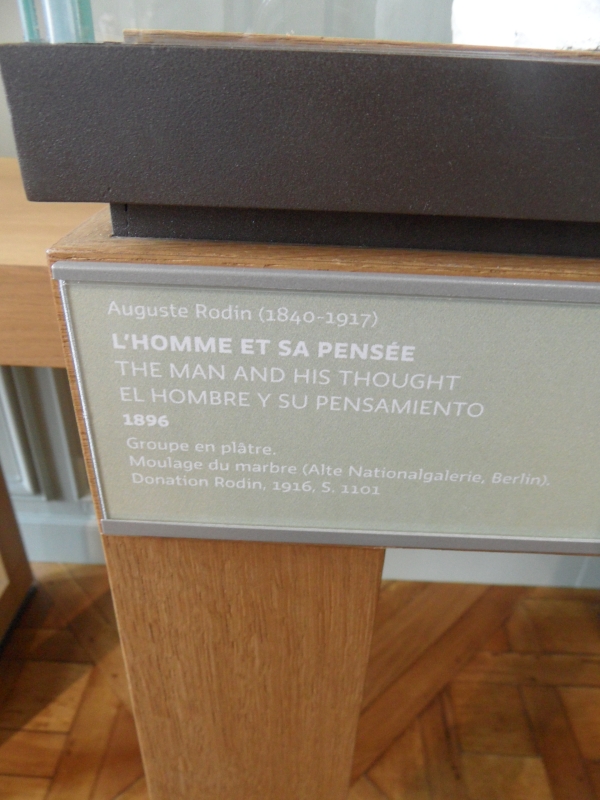 Auguste Rodin (1840-1917)
L'HOMME ET SA PENSÉE
THE MAN AND HIS THOUGHT
EL HOMBRE Y SU PENSAMIENTO
1896
Groupe en plâtre.
Moulage du marbre (Alte Nationalgalerie, Berlin).
Donation Rodin, 1916, S. 1101